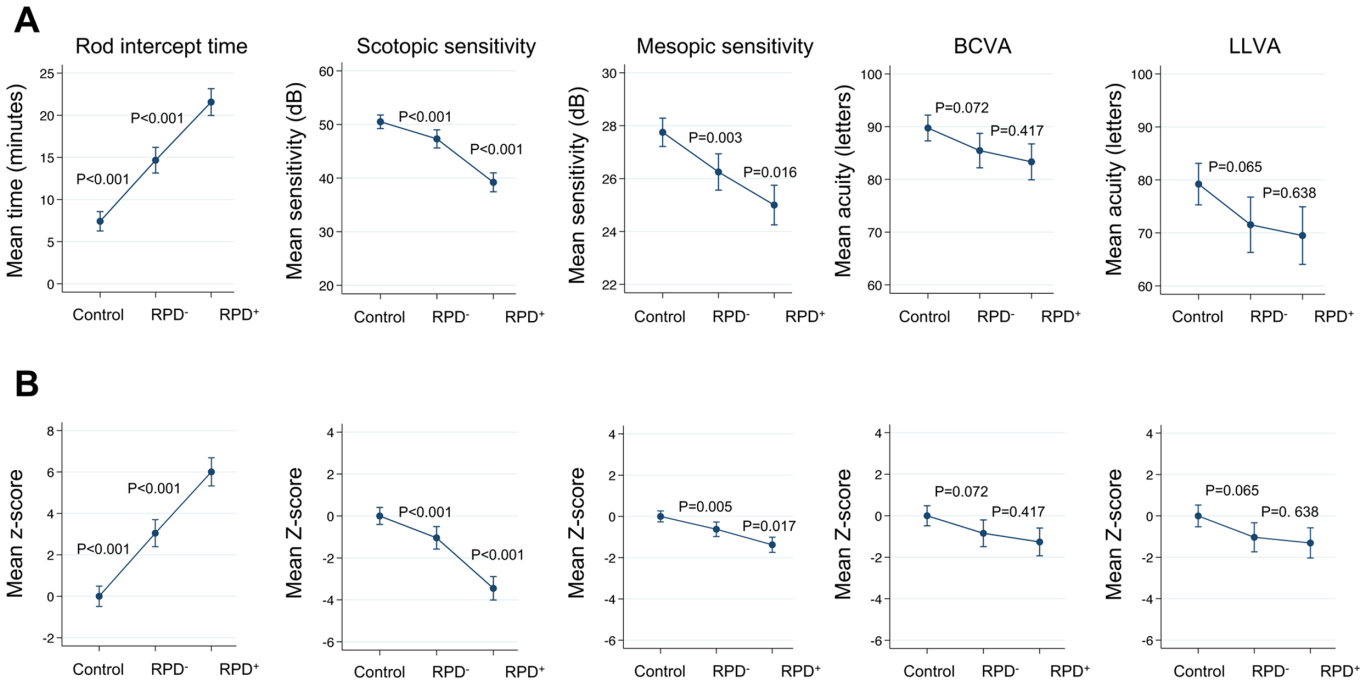 A
Rod intercept time
Scotopic sensitivity
Mesopic sensitivity
BCVA
LLVA
Mean time (minutes)
25
20
15
10
5
0
P<0.001
P<0.001
Control RPD⁻ RPD⁺
Mean sensitivity (dB)
60
50
40
30
20
P<0.001
P<0.001
Control RPD⁻ RPD⁺
Mean sensitivity (dB)
30
28
26
24
22
P=0.003
P=0.016
Control RPD⁻ RPD⁺
Mean acuity (letters)
100
90
80
70
60
P=0.072
P=0.417
Control RPD⁻ RPD⁺
Mean acuity (letters)
100
90
80
70
60
P=0.065
P=0.638
Control RPD⁻ RPD⁺
B
Mean z-score
8
6
4
2
0
-2
P<0.001
P<0.001
Control RPD⁻ RPD⁺
Mean Z-score
4
2
0
-2
-4
-6
P<0.001
P<0.001
Control RPD⁻ RPD⁺
Mean Z-score
4
2
0
-2
-4
-6
P=0.005
P=0.017
Control RPD⁻ RPD⁺
Mean Z-score
4
2
0
-2
-4
-6
P=0.072
P=0.417
Control RPD⁻ RPD⁺
Mean Z-score
4
2
0
-2
-4
-6
P=0.065
P=0. 638
Control RPD⁻ RPD⁺